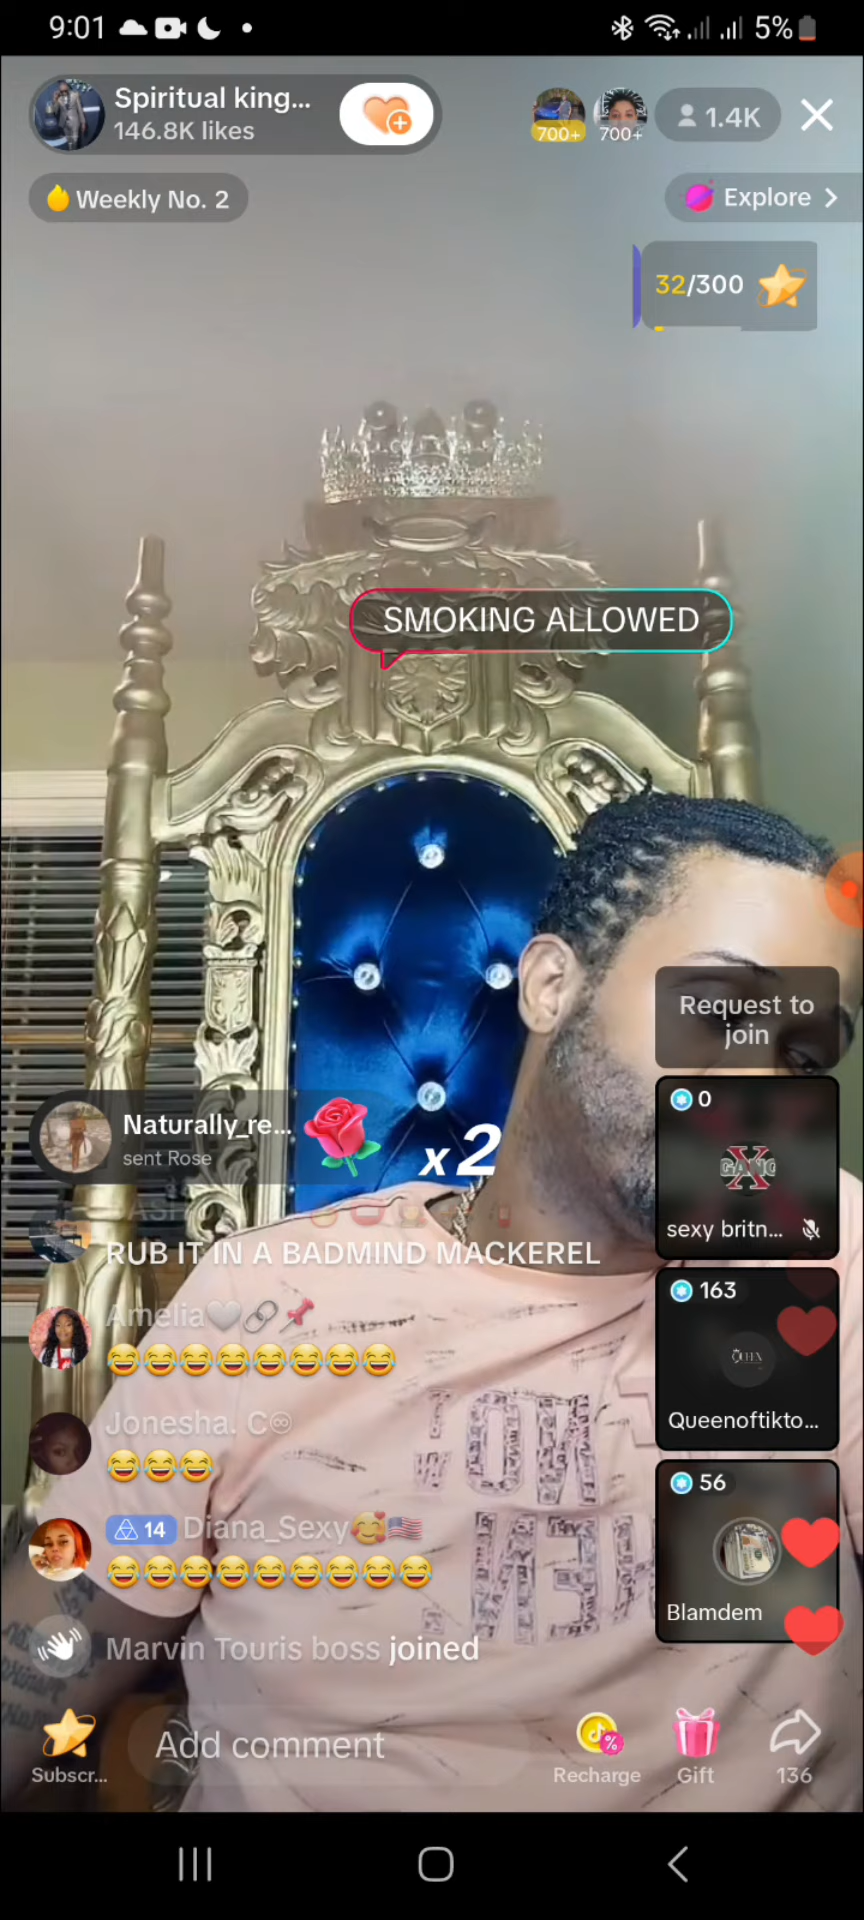 9:01
5%
Spiritual king...
146.8K likes
700+
700+
1.4K
Weekly No. 2
Explore
32/300
SMOKING ALLOWED
Request to
join
0
GANG
X
sexy britn...
163
QUEEN
Queenoftikto...
56
Blamdem
Naturally_re...
sent Rose
x2
RUB IT IN A BADMIND MACKEREL
Amelia🤍🔗📌
😂😂😂😂😂😂😂😂
Jonesha. C♾
😂😂😂
14 Diana_Sexy🥰🇺🇸
😂😂😂😂😂😂😂😂😂
Marvin Touris boss joined
Subscr...
Add comment
Recharge
Gift
136